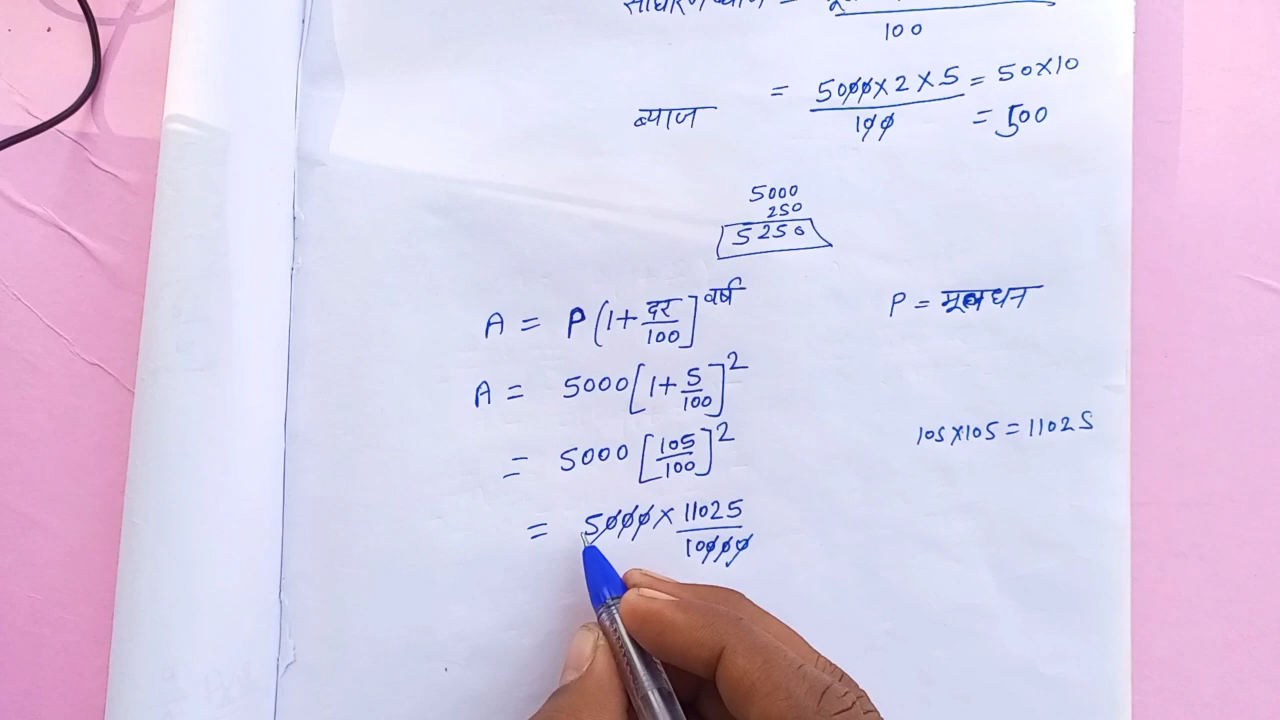 साधारण ब्याज =
100
ब्याज = 5000×2×5 / 100 = 50×10
= 500
5000
250
5250
A = P(1+दर/100]वर्ष
P = मूलधन
A = 5000[1+5/100]2
= 5000[105/100]2
105×105 = 11025
= 5000×11025/10000